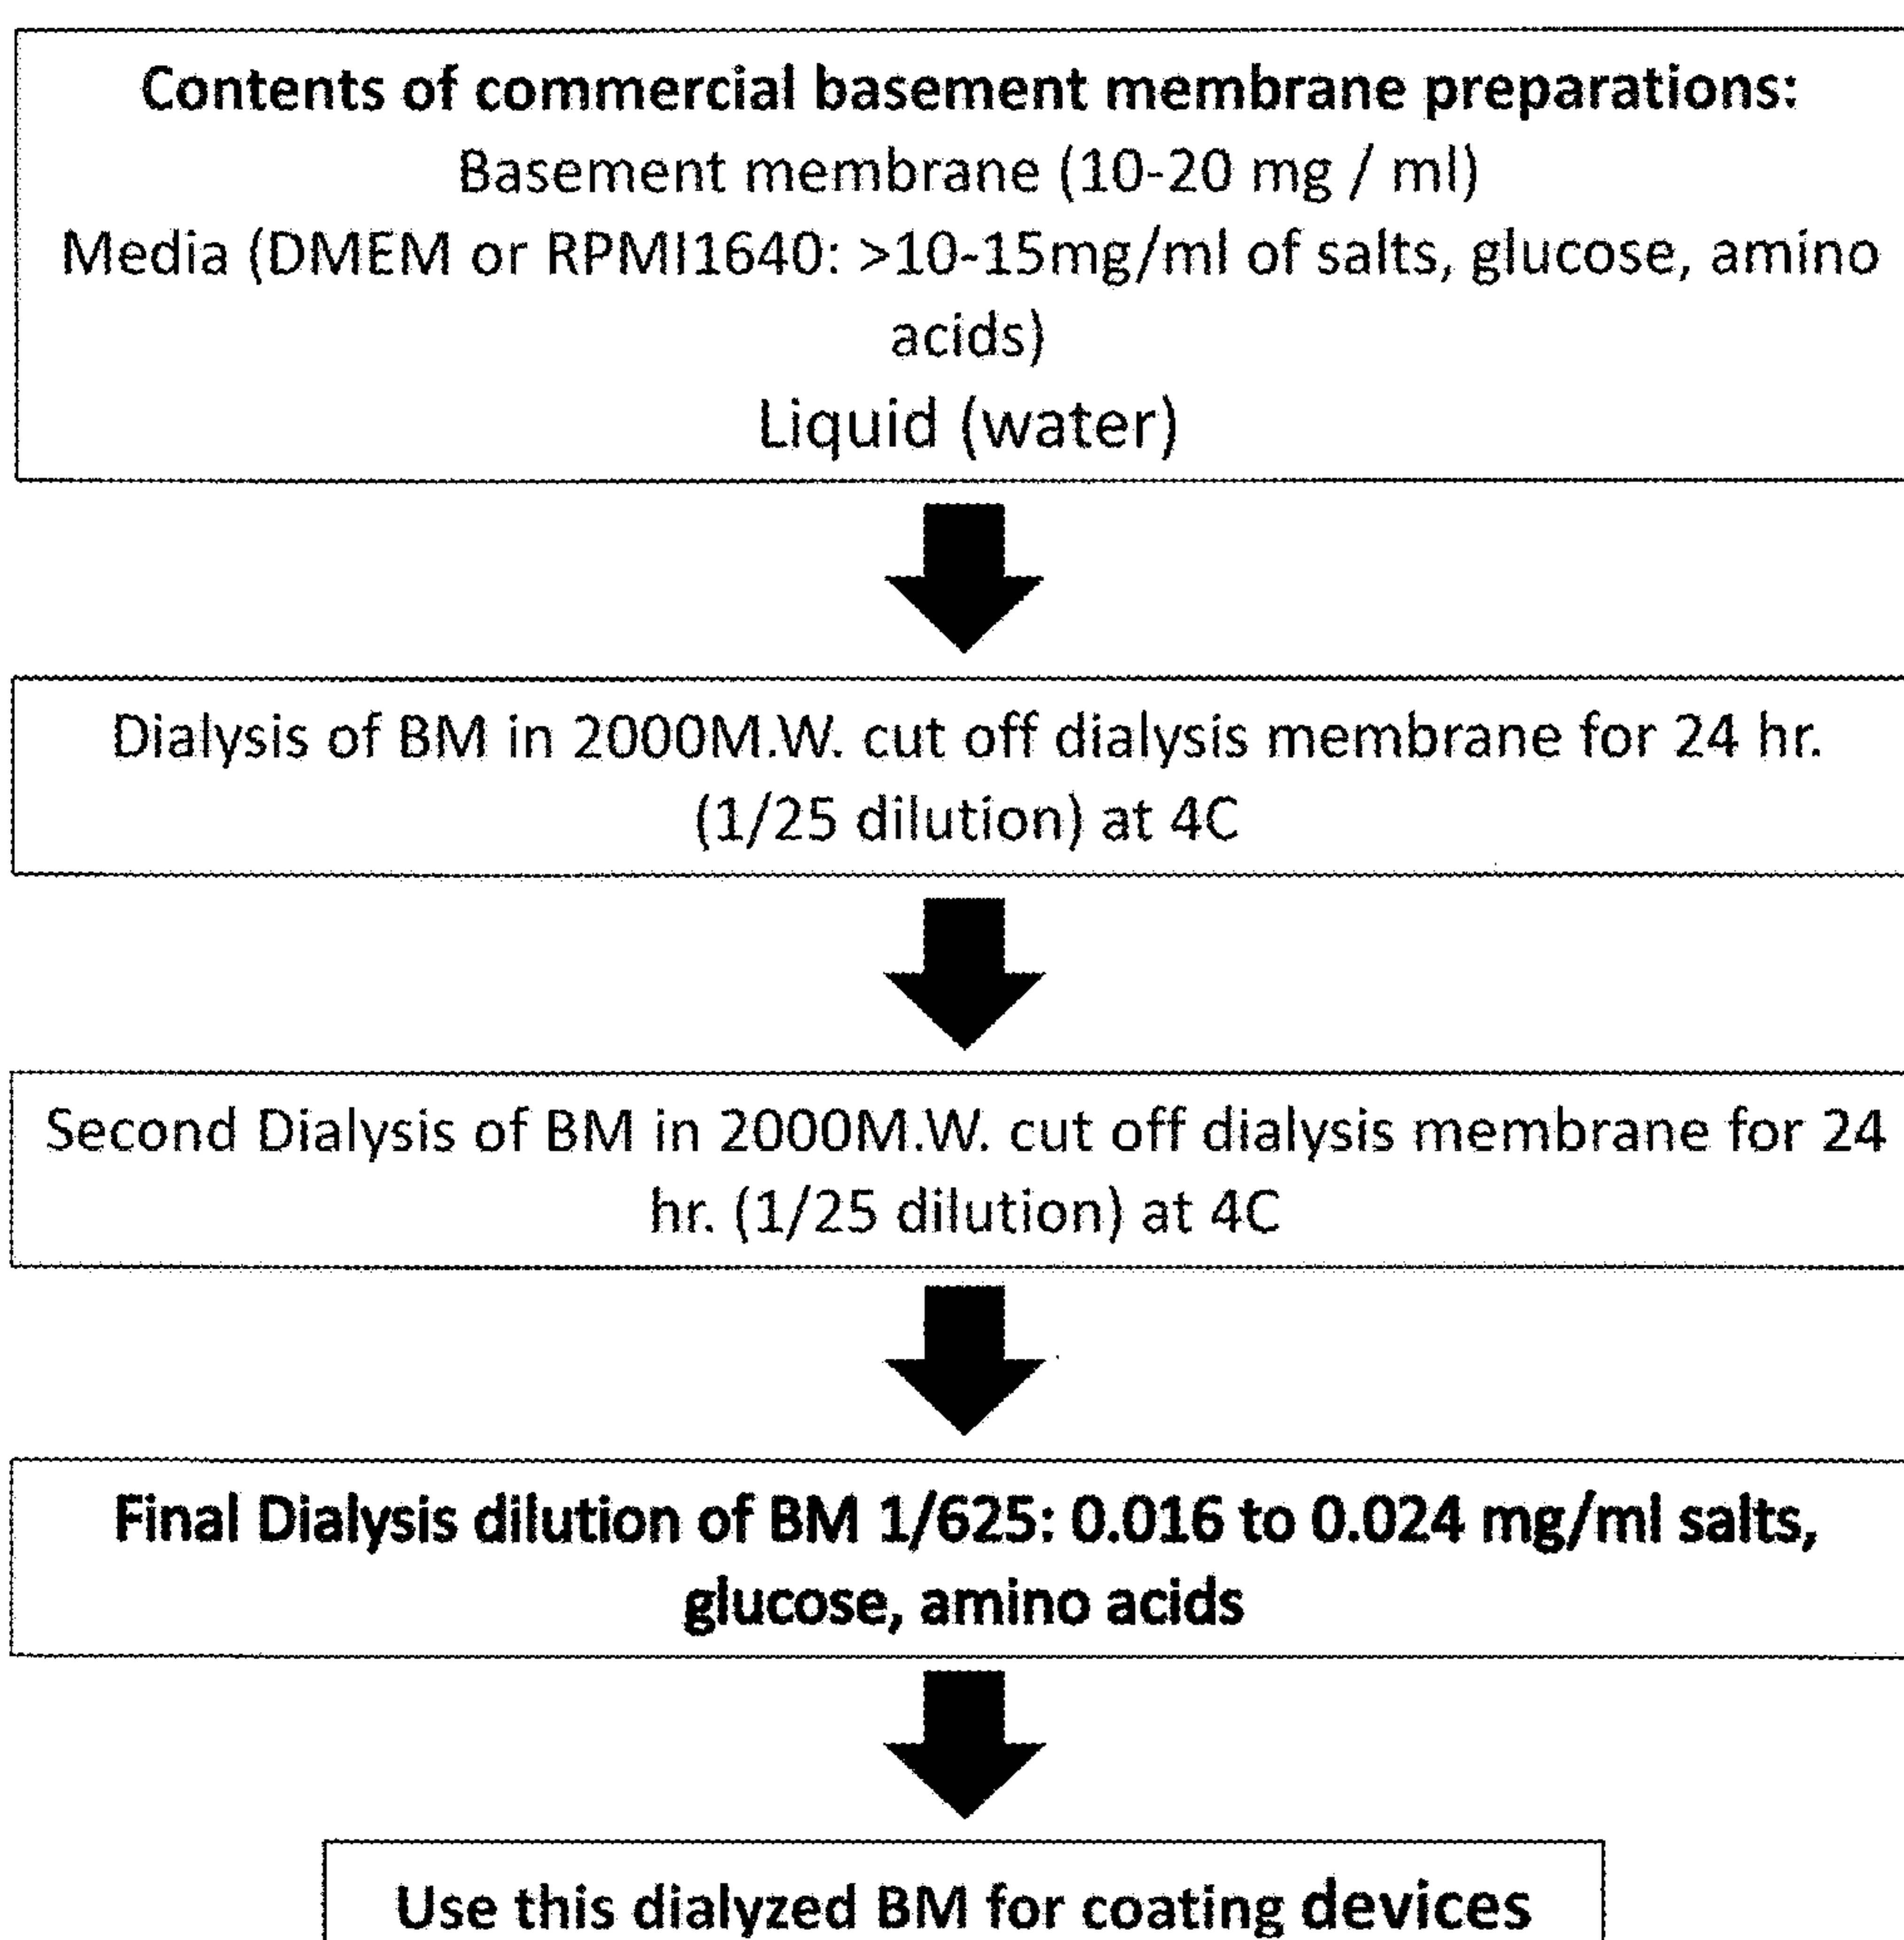 Contents of commercial basement membrane preparations:
Basement membrane (10-20 mg / ml)
Media (DMEM or RPMI1640: >10-15mg/ml of salts, glucose, amino
acids)
Liquid (water)
Dialysis of BM in 2000M.W. cut off dialysis membrane for 24 hr.
(1/25 dilution) at 4C
Second Dialysis of BM in 2000M.W. cut off dialysis membrane for 24
hr. (1/25 dilution) at 4C
Final Dialysis dilution of BM 1/625: 0.016 to 0.024 mg/ml salts,
glucose, amino acids
Use this dialyzed BM for coating devices